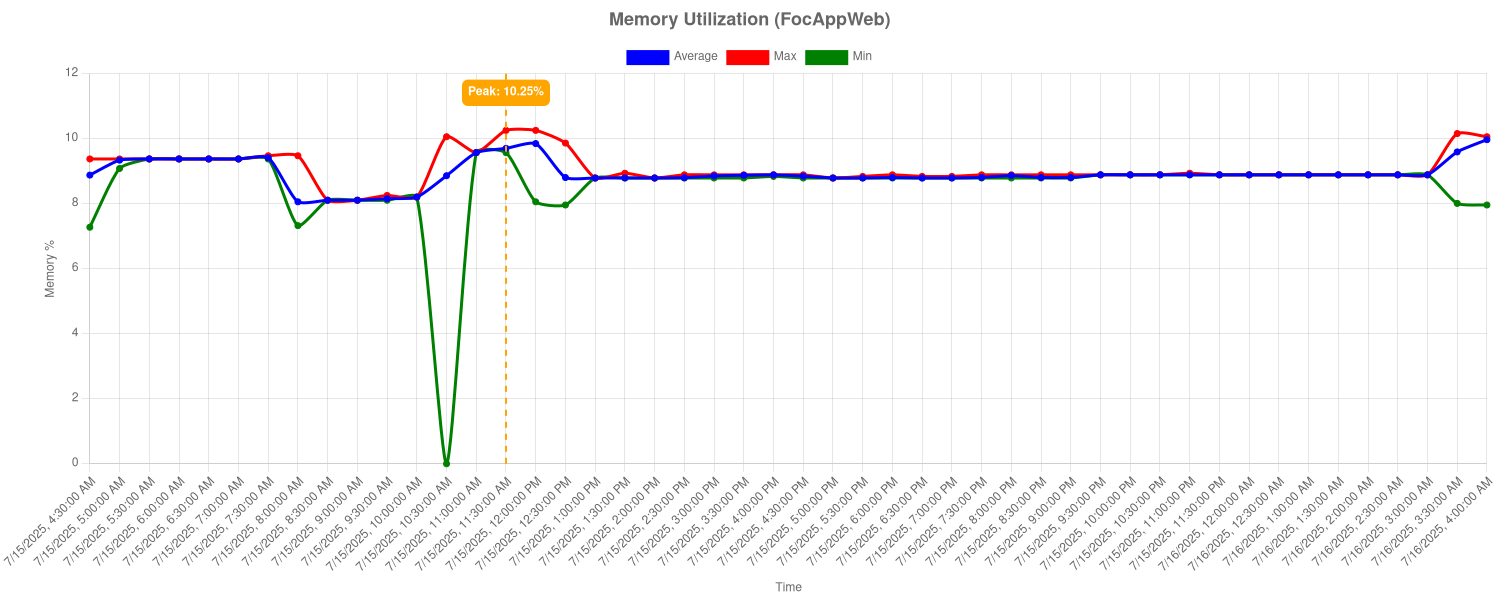 Memory Utilization (FocAppWeb)
Average Max Min
12
Peak: 10.25%
10
8
6
Memory %
4
2
0
7/15/2025, 4:30:00 AM
7/15/2025, 5:00:00 AM
7/15/2025, 5:30:00 AM
7/15/2025, 6:00:00 AM
7/15/2025, 6:30:00 AM
7/15/2025, 7:00:00 AM
7/15/2025, 7:30:00 AM
7/15/2025, 8:00:00 AM
7/15/2025, 8:30:00 AM
7/15/2025, 9:00:00 AM
7/15/2025, 9:30:00 AM
7/15/2025, 10:00:00 AM
7/15/2025, 10:30:00 AM
7/15/2025, 11:00:00 AM
7/15/2025, 11:30:00 AM
7/15/2025, 12:00:00 PM
7/15/2025, 12:30:00 PM
7/15/2025, 1:00:00 PM
7/15/2025, 1:30:00 PM
7/15/2025, 2:00:00 PM
7/15/2025, 2:30:00 PM
7/15/2025, 3:00:00 PM
7/15/2025, 3:30:00 PM
7/15/2025, 4:00:00 PM
7/15/2025, 4:30:00 PM
7/15/2025, 5:00:00 PM
7/15/2025, 5:30:00 PM
7/15/2025, 6:00:00 PM
7/15/2025, 6:30:00 PM
7/15/2025, 7:00:00 PM
7/15/2025, 7:30:00 PM
7/15/2025, 8:00:00 PM
7/15/2025, 8:30:00 PM
7/15/2025, 9:00:00 PM
7/15/2025, 9:30:00 PM
7/15/2025, 10:00:00 PM
7/15/2025, 10:30:00 PM
7/15/2025, 11:00:00 PM
7/15/2025, 11:30:00 PM
7/16/2025, 12:00:00 AM
7/16/2025, 12:30:00 AM
7/16/2025, 1:00:00 AM
7/16/2025, 1:30:00 AM
7/16/2025, 2:00:00 AM
7/16/2025, 2:30:00 AM
7/16/2025, 3:00:00 AM
7/16/2025, 3:30:00 AM
7/16/2025, 4:00:00 AM
Time